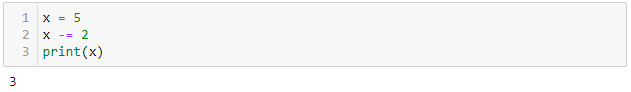 1 x = 5
2 x -= 2
3 print(x)
3